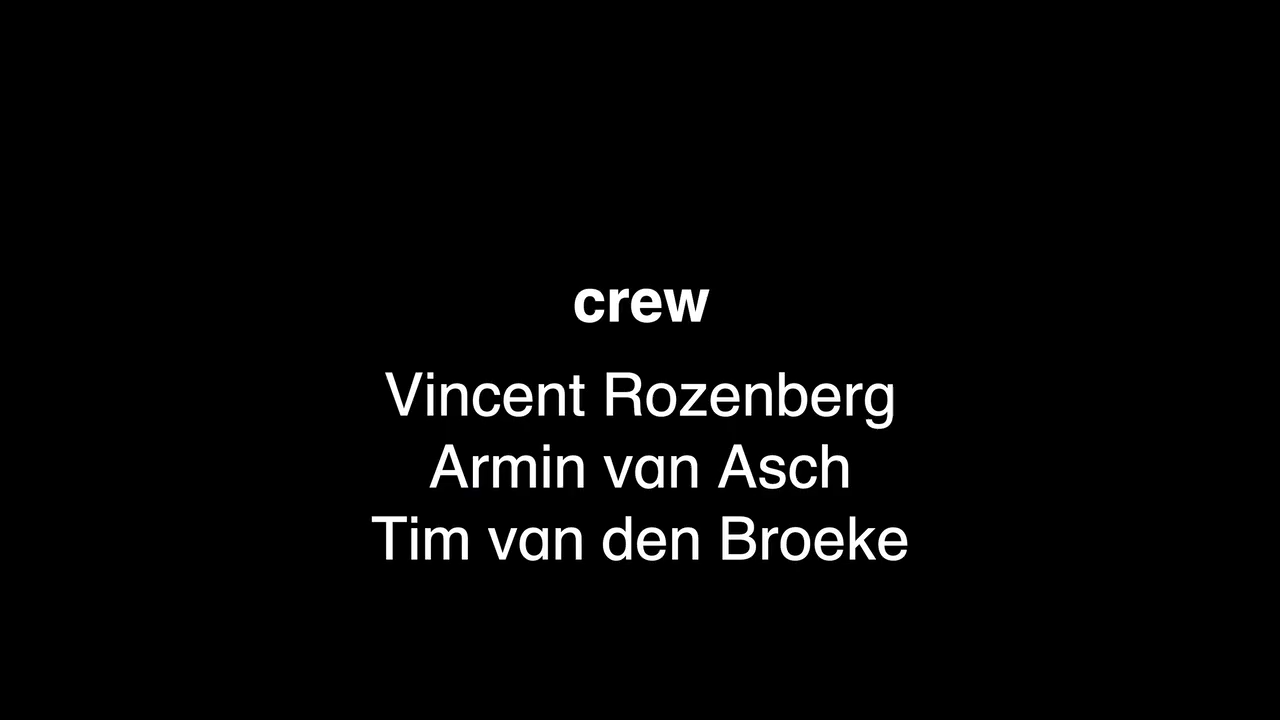 crew
Vincent Rozenberg
Armin van Asch
Tim van den Broeke